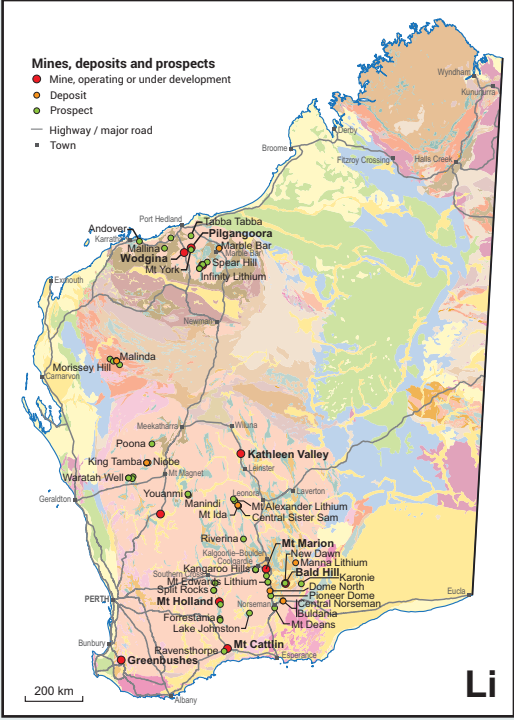 Mines, deposits and prospects
Mine, operating or under development
Deposit
Prospect
Highway / major road
Town
Wyndham
Kununurra
Derby
Broome
Fitzroy Crossing
Halls Creek
Port Hedland
Tabba Tabba
Andover
Karratha
Pilgangoora
Mallina
Marble Bar
Marble Bar
Wodgina
Spear Hill
Mt York
Infinity Lithium
Exmouth
Newman
Malinda
Morissey Hill
Carnarvon
Meekatharra
Wiluna
Poona
Kathleen Valley
King Tamba
Niobe
Leinster
Waratah Well
Mt Magnet
Geraldton
Youanmi
Leonora
Laverton
Manindi
Mt Alexander Lithium
Mt Ida
Central Sister Sam
Riverina
Mt Marion
Kalgoorlie–Boulder
New Dawn
Coolgardie
Manna Lithium
Kangaroo Hills
Bald Hill
Southern Cross
Karonie
Mt Edwards Lithium
Dome North
Split Rocks
Pioneer Dome
Eucla
PERTH
Mt Holland
Norseman
Central Norseman
Buldania
Forrestania
Mt Deans
Lake Johnston
Bunbury
Mt Cattlin
Ravensthorpe
Esperance
Greenbushes
Albany
200 km
Li